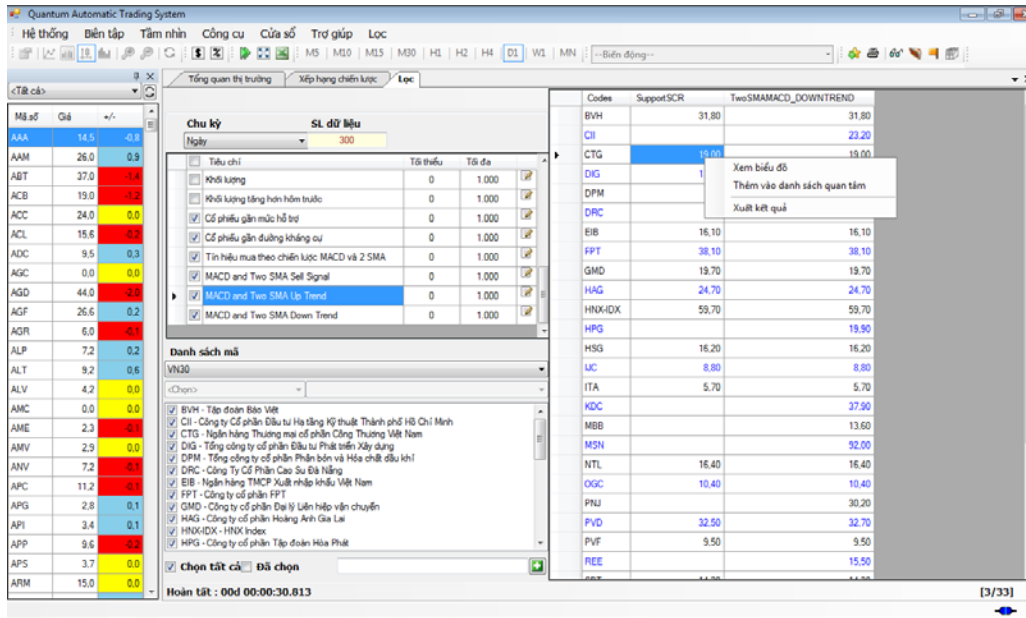 Quantum Automatic Trading System
Hệ thống Biên tập Tầm nhìn Công cụ Cửa sổ Trợ giúp Lọc
M5 M10 M15 M30 H1 H2 H4 D1 W1 MN --Biến động--
<Tất cả>
Mã số Giá +/-
AAA 14,5 -0,8
AAM 26.0 0,9
ABT 37.0 -1.4
ACB 19.0 -1.2
ACC 24,0 0,0
ACL 15,6 -0,2
ADC 9,5 0,3
AGC 0,0 0,0
AGD 44.0 -2.0
AGF 26,6 0,2
AGR 6,0 -0,1
ALP 7,2 0,2
ALT 9,2 0,6
ALV 4,2 0,0
AMC 0,0 0,0
AME 2,3 -0,1
AMV 2,9 0,0
ANV 7,2 -0,1
APC 11,2 -0,1
APG 2,8 0,1
API 3,4 0,1
APP 9,6 -0,2
APS 3,7 0,0
ARM 15,0 0,0
Tổng quan thị trường Xếp hạng chiến lược Lọc
Chu kỳ SL dữ liệu
Ngày 300
Tiêu chí Tối thiểu Tối đa
Khối lượng 0 1.000
Khối lượng tăng hơn hôm trước 0 1.000
Cổ phiếu gần mức hỗ trợ 0 1.000
Cổ phiếu gần đường kháng cự 0 1.000
Tín hiệu mua theo chiến lược MACD và 2 SMA 0 1.000
MACD and Two SMA Sell Signal 0 1.000
MACD and Two SMA Up Trend 0 1.000
MACD and Two SMA Down Trend 0 1.000
Danh sách mã
VN30
<Chọn>
BVH - Tập đoàn Bảo Việt
CII - Công ty Cổ phần Đầu tư Hạ tầng Kỹ thuật Thành phố Hồ Chí Minh
CTG - Ngân hàng Thương mại cổ phần Công Thương Việt Nam
DIG - Tổng công ty cổ phần Đầu tư Phát triển Xây dựng
DPM - Tổng công ty cổ phần Phân bón và Hóa chất dầu khí
DRC - Công Ty Cổ Phần Cao Su Đà Nẵng
EIB - Ngân hàng TMCP Xuất nhập khẩu Việt Nam
FPT - Công ty cổ phần FPT
GMD - Công ty cổ phần Đại lý Liên hiệp vận chuyển
HAG - Công ty cổ phần Hoàng Anh Gia Lai
HNX-IDX - HNX Index
HPG - Công ty cổ phần Tập đoàn Hòa Phát
Chọn tất cả Đã chọn
Hoàn tất : 00d 00:00:30.813
Codes SupportSCR TwoSMAMACD_DOWNTREND
BVH 31,80 31,80
CII 23.20
CTG 19,00 19.00
DIG 1
DPM
DRC
Xem biểu đồ
Thêm vào danh sách quan tâm
Xuất kết quả
EIB 16,10 16,10
FPT 38,10 38,10
GMD 19.70 19.70
HAG 24,70 24,70
HNX-IDX 59,70 59,70
HPG 19,90
HSG 16,20 16,20
IJC 8,80 8,80
ITA 5.70 5.70
KDC 37,90
MBB 13.60
MSN 92.00
NTL 16,40 16,40
OGC 10,40 10,40
PNJ 30,20
PVD 32.50 32.70
PVF 9.50 9.50
REE 15,50
[3/33]